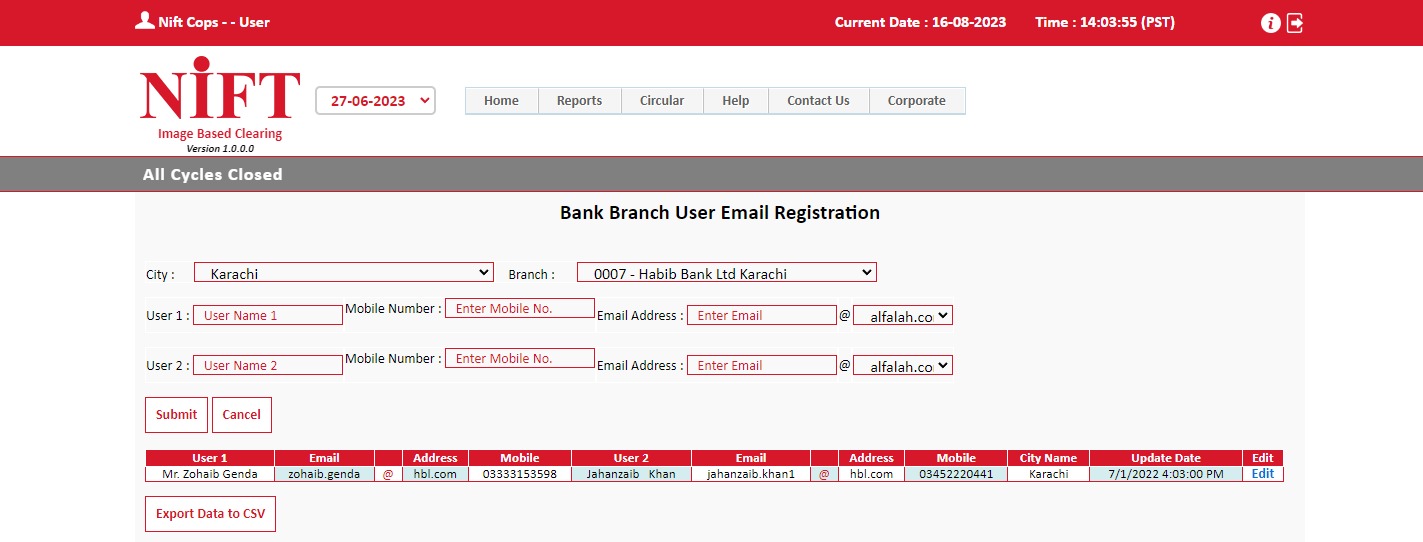 Nift Cops - - User
Current Date : 16-08-2023 Time : 14:03:55 (PST)
NIFT
Image Based Clearing
Version 1.0.0.0
27-06-2023
Home Reports Circular Help Contact Us Corporate
All Cycles Closed
Bank Branch User Email Registration
City : Karachi Branch : 0007 - Habib Bank Ltd Karachi
User 1 : User Name 1 Mobile Number : Enter Mobile No. Email Address : Enter Email @ alfalah.co
User 2 : User Name 2 Mobile Number : Enter Mobile No. Email Address : Enter Email @ alfalah.co
Submit Cancel
User 1 Email Address Mobile User 2 Email Address Mobile City Name Update Date Edit
Mr. Zohaib Genda zohaib.genda @ hbl.com 03333153598 Jahanzaib Khan jahanzaib.khan1 @ hbl.com 03452220441 Karachi 7/1/2022 4:03:00 PM Edit
Export Data to CSV